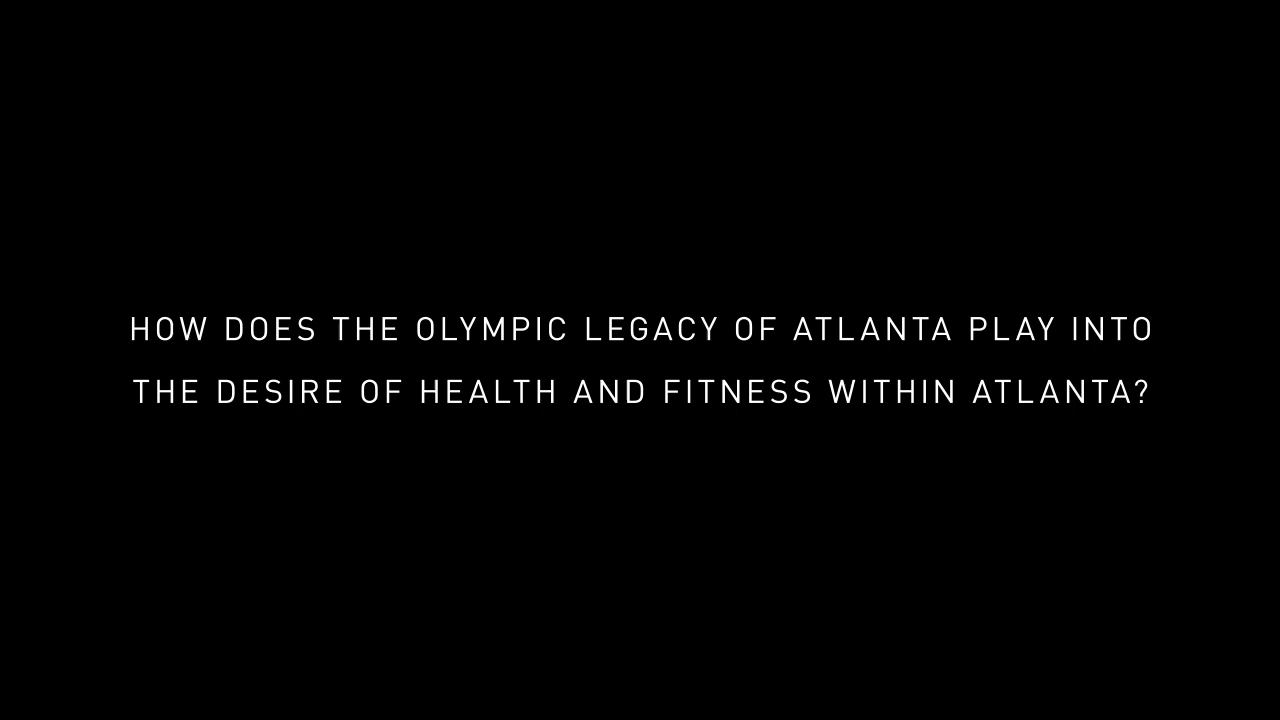 HOW DOES THE OLYMPIC LEGACY OF ATLANTA PLAY INTO
THE DESIRE OF HEALTH AND FITNESS WITHIN ATLANTA?